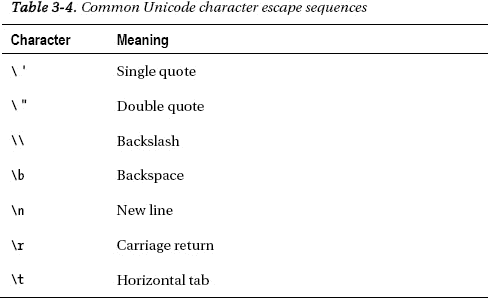 Table 3-4. Common Unicode character escape sequences
Character Meaning
\' Single quote
\" Double quote
\\ Backslash
\b Backspace
\n New line
\r Carriage return
\t Horizontal tab